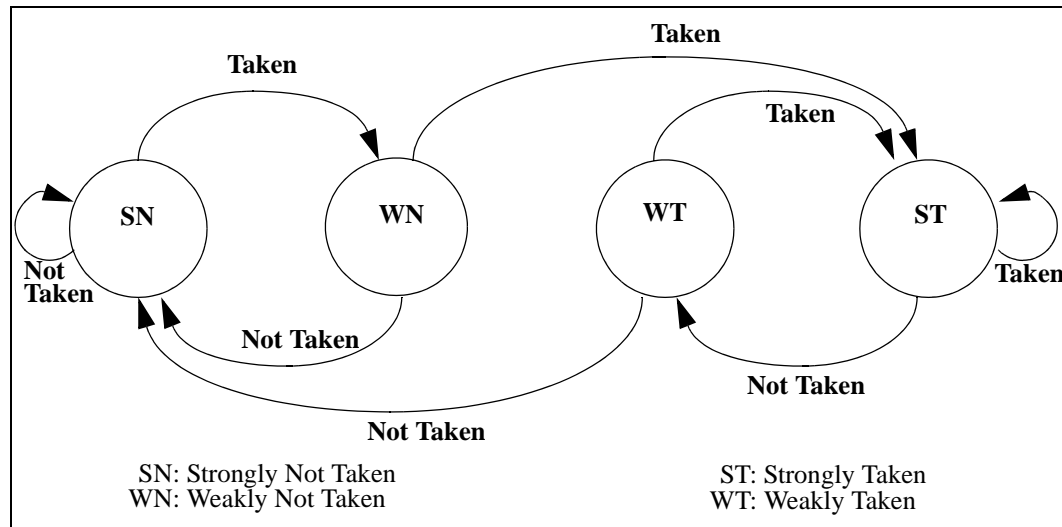 Taken
Taken
Taken
SN
WN
WT
ST
Not
Taken
Taken
Not Taken
Not Taken
Not Taken
SN: Strongly Not Taken
WN: Weakly Not Taken
ST: Strongly Taken
WT: Weakly Taken